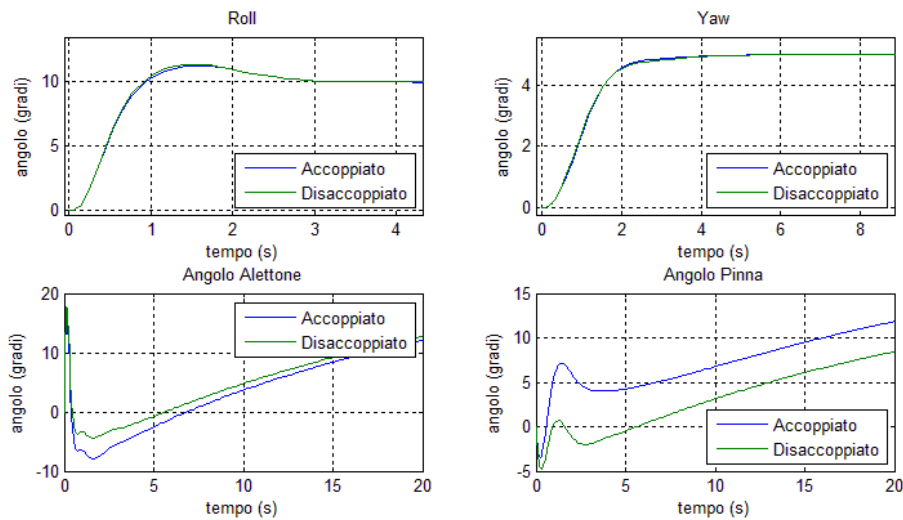 Roll
angolo (gradi)
10
5
0
0
1
2
3
4
tempo (s)
Accoppiato
Disaccoppiato
Yaw
angolo (gradi)
4
2
0
0
2
4
6
8
tempo (s)
Accoppiato
Disaccoppiato
Angolo Alettone
angolo (gradi)
20
10
0
-10
0
5
10
15
20
tempo (s)
Accoppiato
Disaccoppiato
Angolo Pinna
angolo (gradi)
15
10
5
0
-5
0
5
10
15
20
tempo (s)
Accoppiato
Disaccoppiato